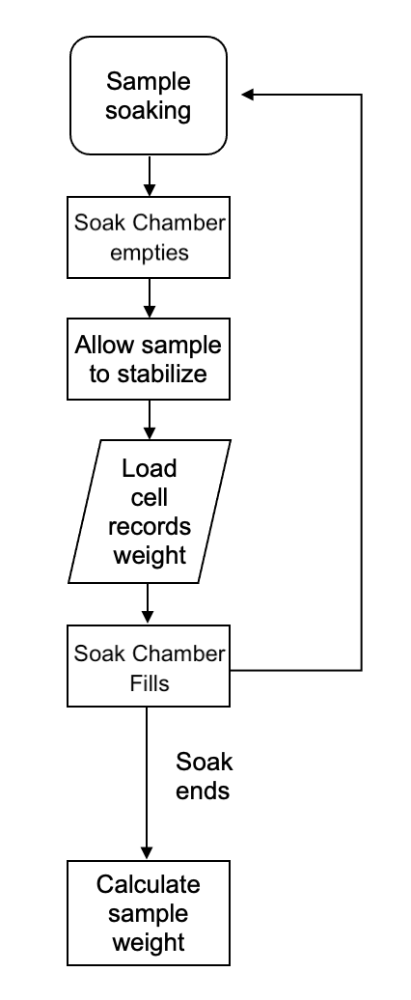 Sample
soaking
Soak Chamber
empties
Allow sample
to stabilize
Load
cell
records
weight
Soak Chamber
Fills
Soak
ends
Calculate
sample
weight